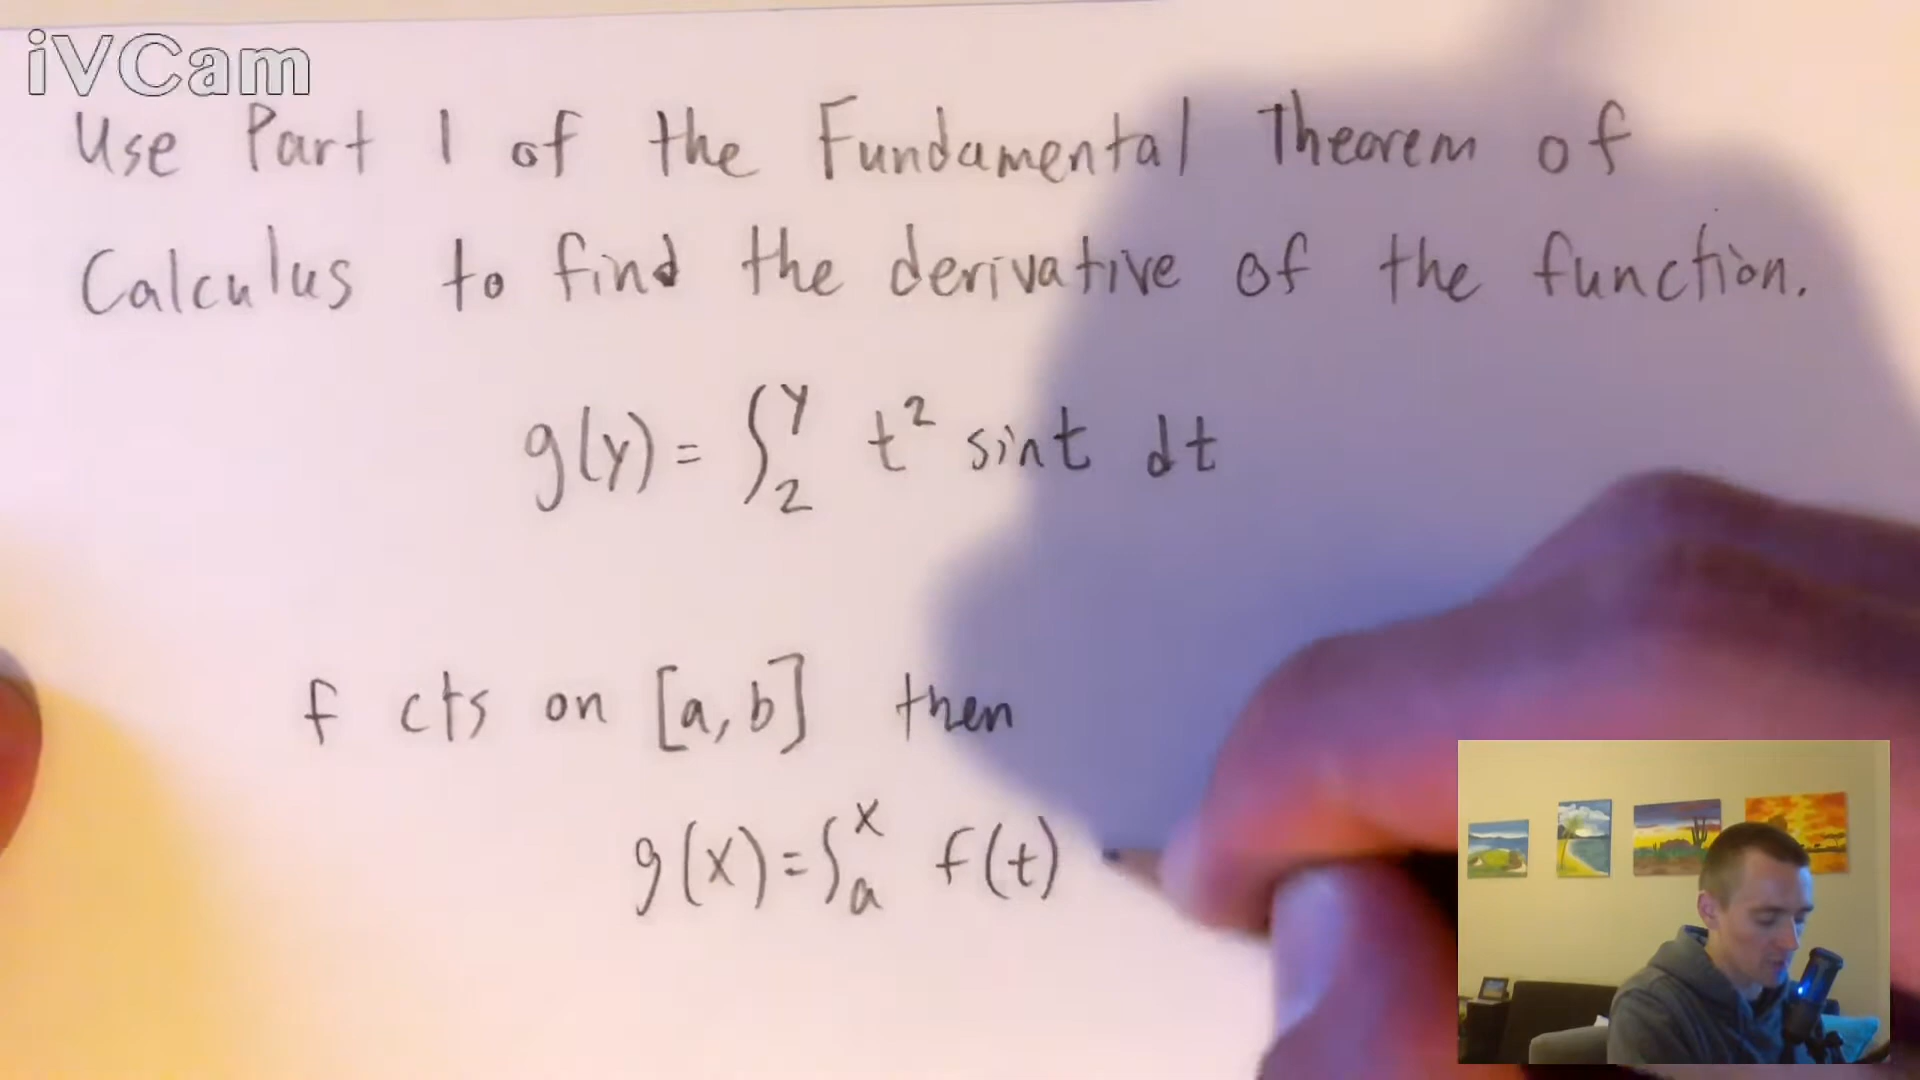 iVCam
Use Part 1 of the Fundamental Theorem of
Calculus to find the derivative of the function.
g(y) = ∫₂ʸ t² sint dt
f cts on [a,b] then
g(x) = ∫ₐˣ f(t)